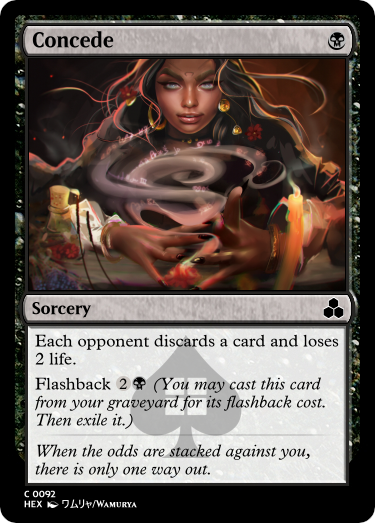 Concede
Sorcery
Each opponent discards a card and loses
2 life.
Flashback 2 (You may cast this card
from your graveyard for its flashback cost.
Then exile it.)
When the odds are stacked against you,
there is only one way out.
C 0092
HEX ワムリャ/WAMURYA